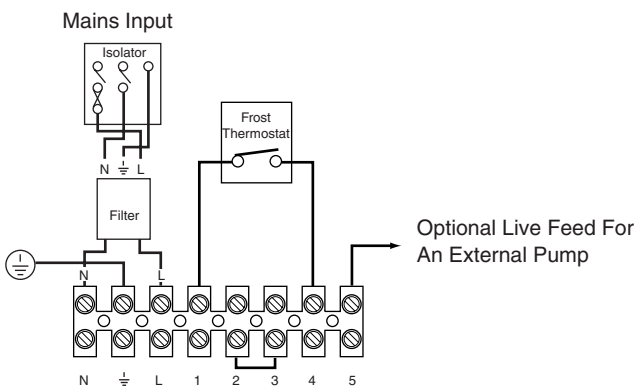 Mains Input
Isolator
Frost
Thermostat
N L
Filter
Optional Live Feed For
An External Pump
N L
N L 1 2 3 4 5